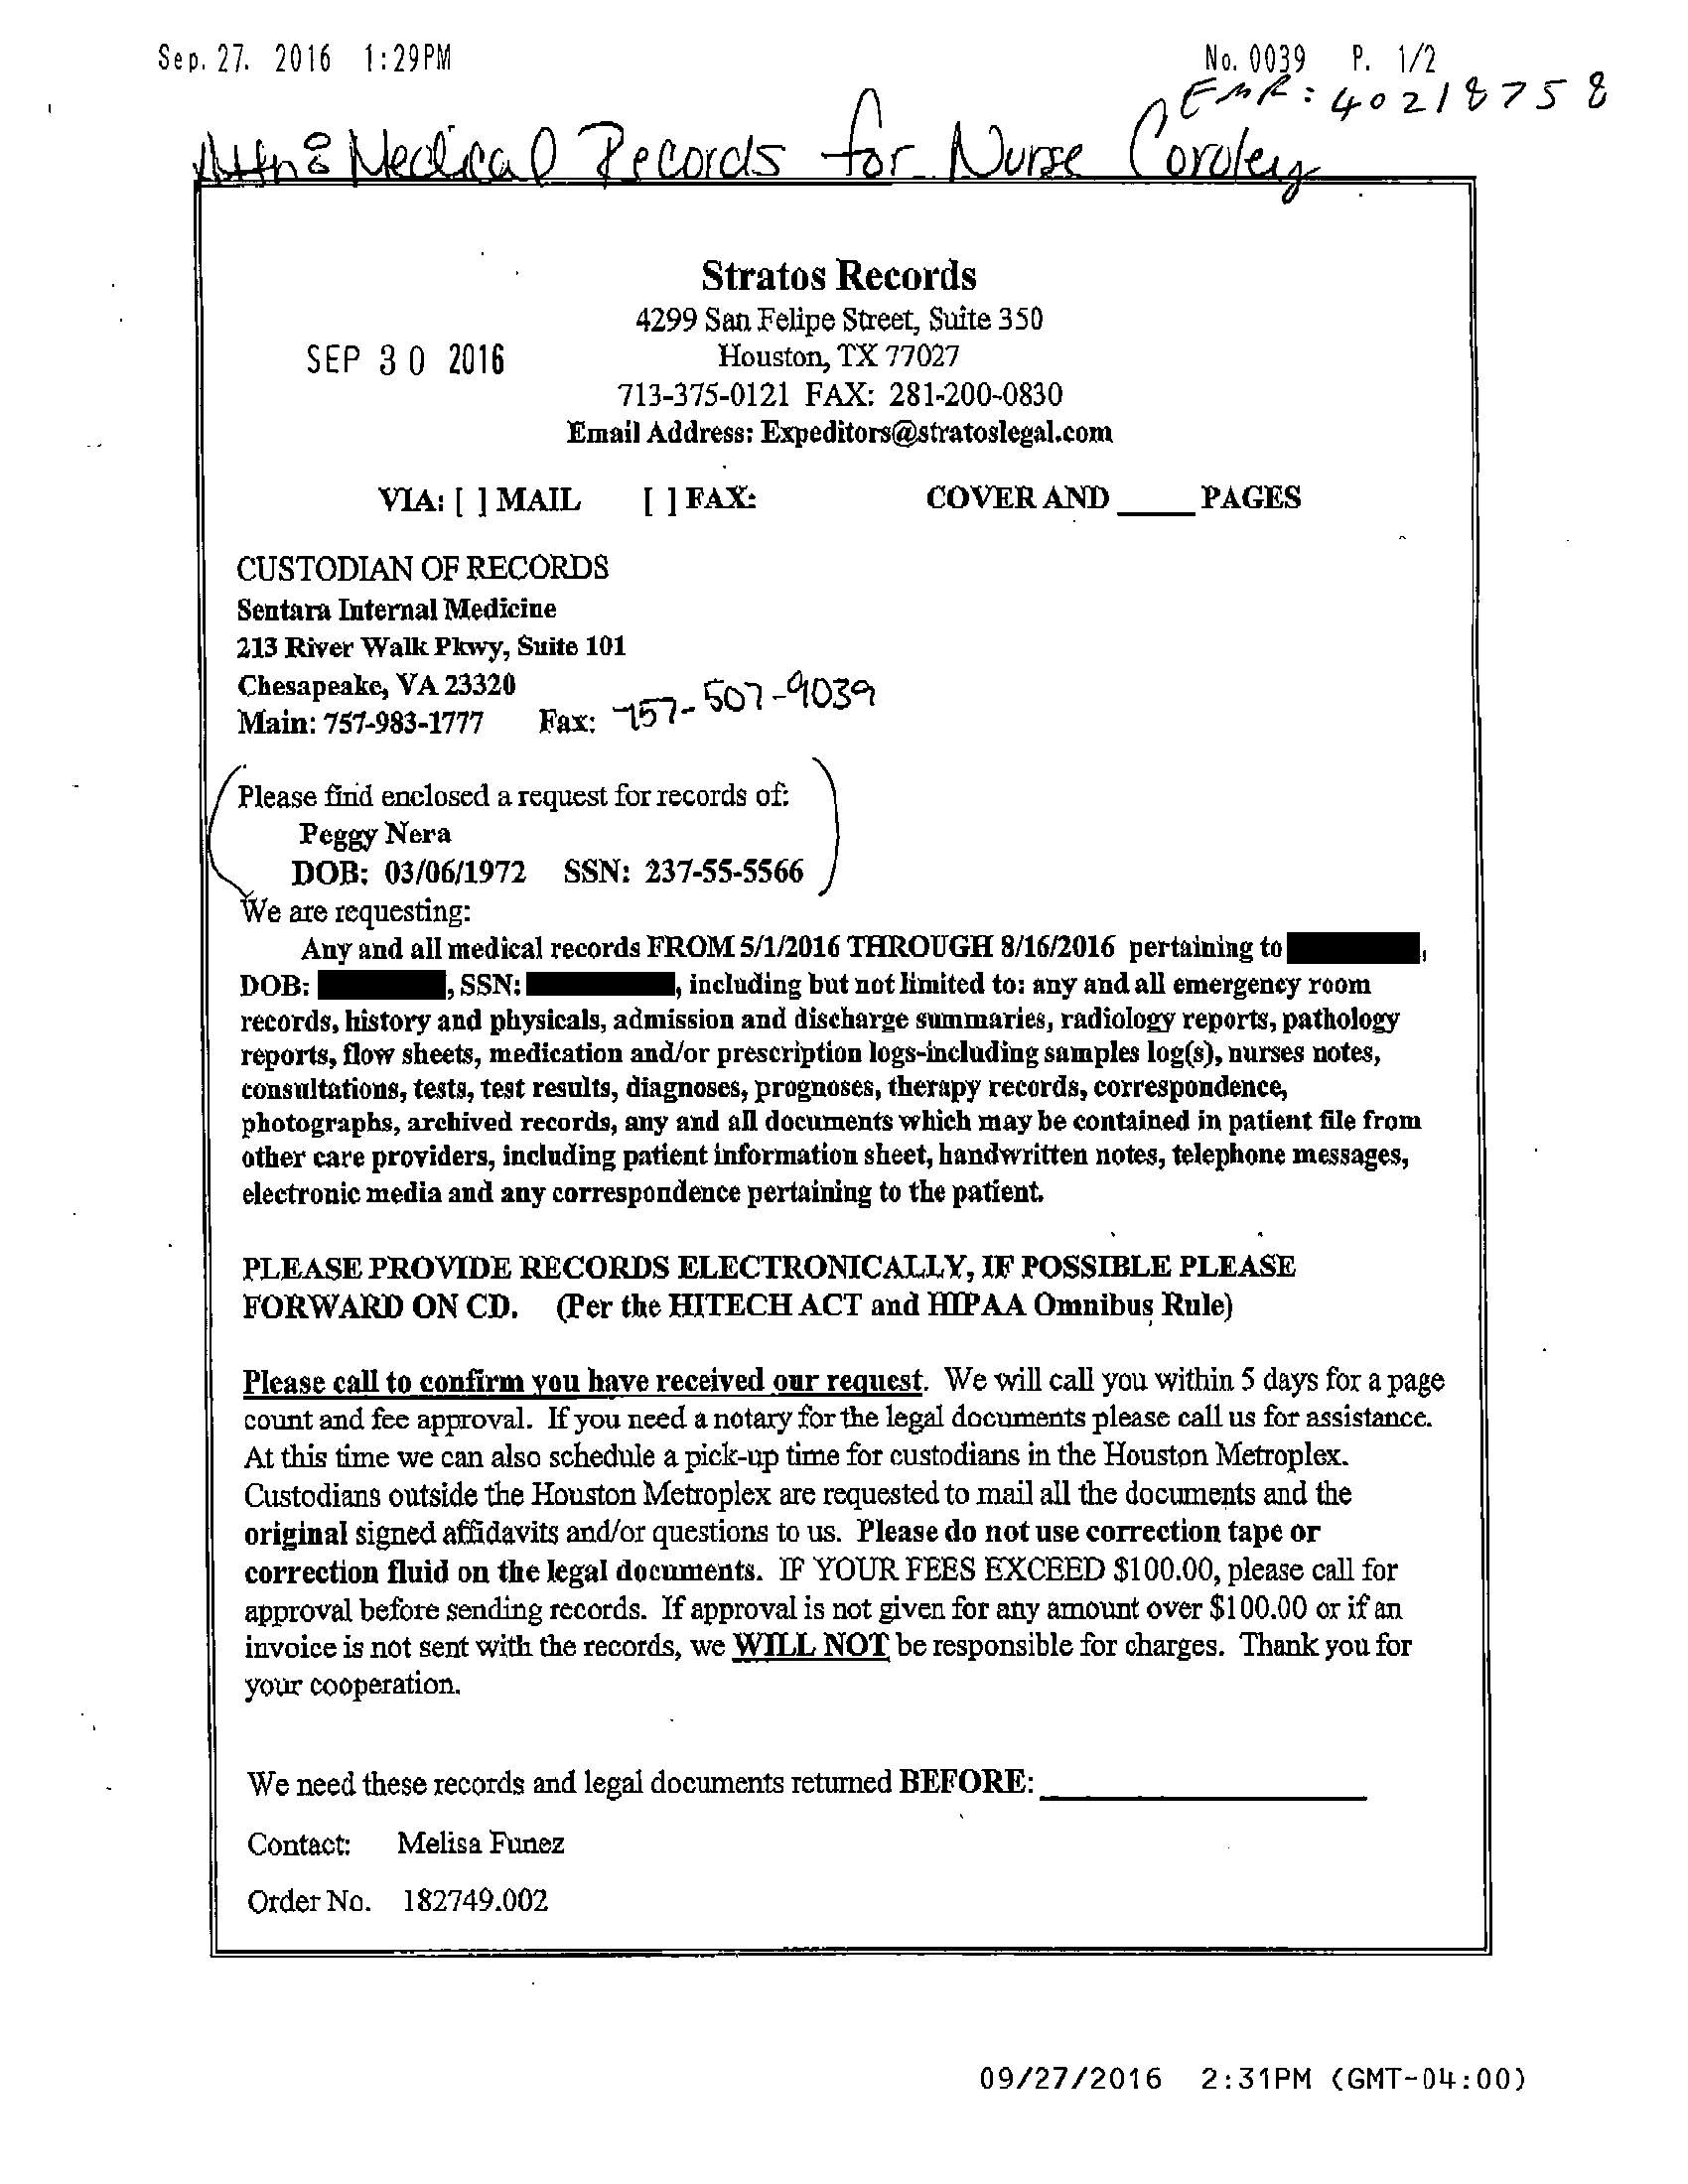 Sep. 27. 2016 1:29PM No. 0039 P. 1/2
EMR: 40218758
Attn: Medical Records for Nurse
Stratos Records
4299 San Felipe Street, Suite 350
SEP 30 2016 Houston, TX 77027
713-375-0121 FAX: 281-200-0830
Email Address: Expeditors@stratoslegal.com
VIA: [ ] MAIL [ ] FAX: COVER AND _____ PAGES
CUSTODIAN OF RECORDS
Sentara Internal Medicine
213 River Walk Pkwy, Suite 101
Chesapeake, VA 23320
Main: 757-983-1777 Fax: 757-507-9039
Please find enclosed a request for records of:
Peggy Nera
DOB: 03/06/1972 SSN: 237-55-5566
We are requesting:
Any and all medical records FROM 5/1/2016 THROUGH 8/16/2016 pertaining to ,
DOB: , SSN: , including but not limited to: any and all emergency room
records, history and physicals, admission and discharge summaries, radiology reports, pathology
reports, flow sheets, medication and/or prescription logs-including samples log(s), nurses notes,
consultations, tests, test results, diagnoses, prognoses, therapy records, correspondence,
photographs, archived records, any and all documents which may be contained in patient file from
other care providers, including patient information sheet, handwritten notes, telephone messages,
electronic media and any correspondence pertaining to the patient.
PLEASE PROVIDE RECORDS ELECTRONICALLY, IF POSSIBLE PLEASE
FORWARD ON CD. (Per the HITECH ACT and HIPAA Omnibus Rule)
Please call to confirm you have received our request. We will call you within 5 days for a page
count and fee approval. If you need a notary for the legal documents please call us for assistance.
At this time we can also schedule a pick-up time for custodians in the Houston Metroplex.
Custodians outside the Houston Metroplex are requested to mail all the documents and the
original signed affidavits and/or questions to us. Please do not use correction tape or
correction fluid on the legal documents. IF YOUR FEES EXCEED $100.00, please call for
approval before sending records. If approval is not given for any amount over $100.00 or if an
invoice is not sent with the records, we WILL NOT be responsible for charges. Thank you for
your cooperation.
We need these records and legal documents returned BEFORE:
Contact: Melisa Funez
Order No. 182749.002
09/27/2016 2:31PM (GMT-04:00)